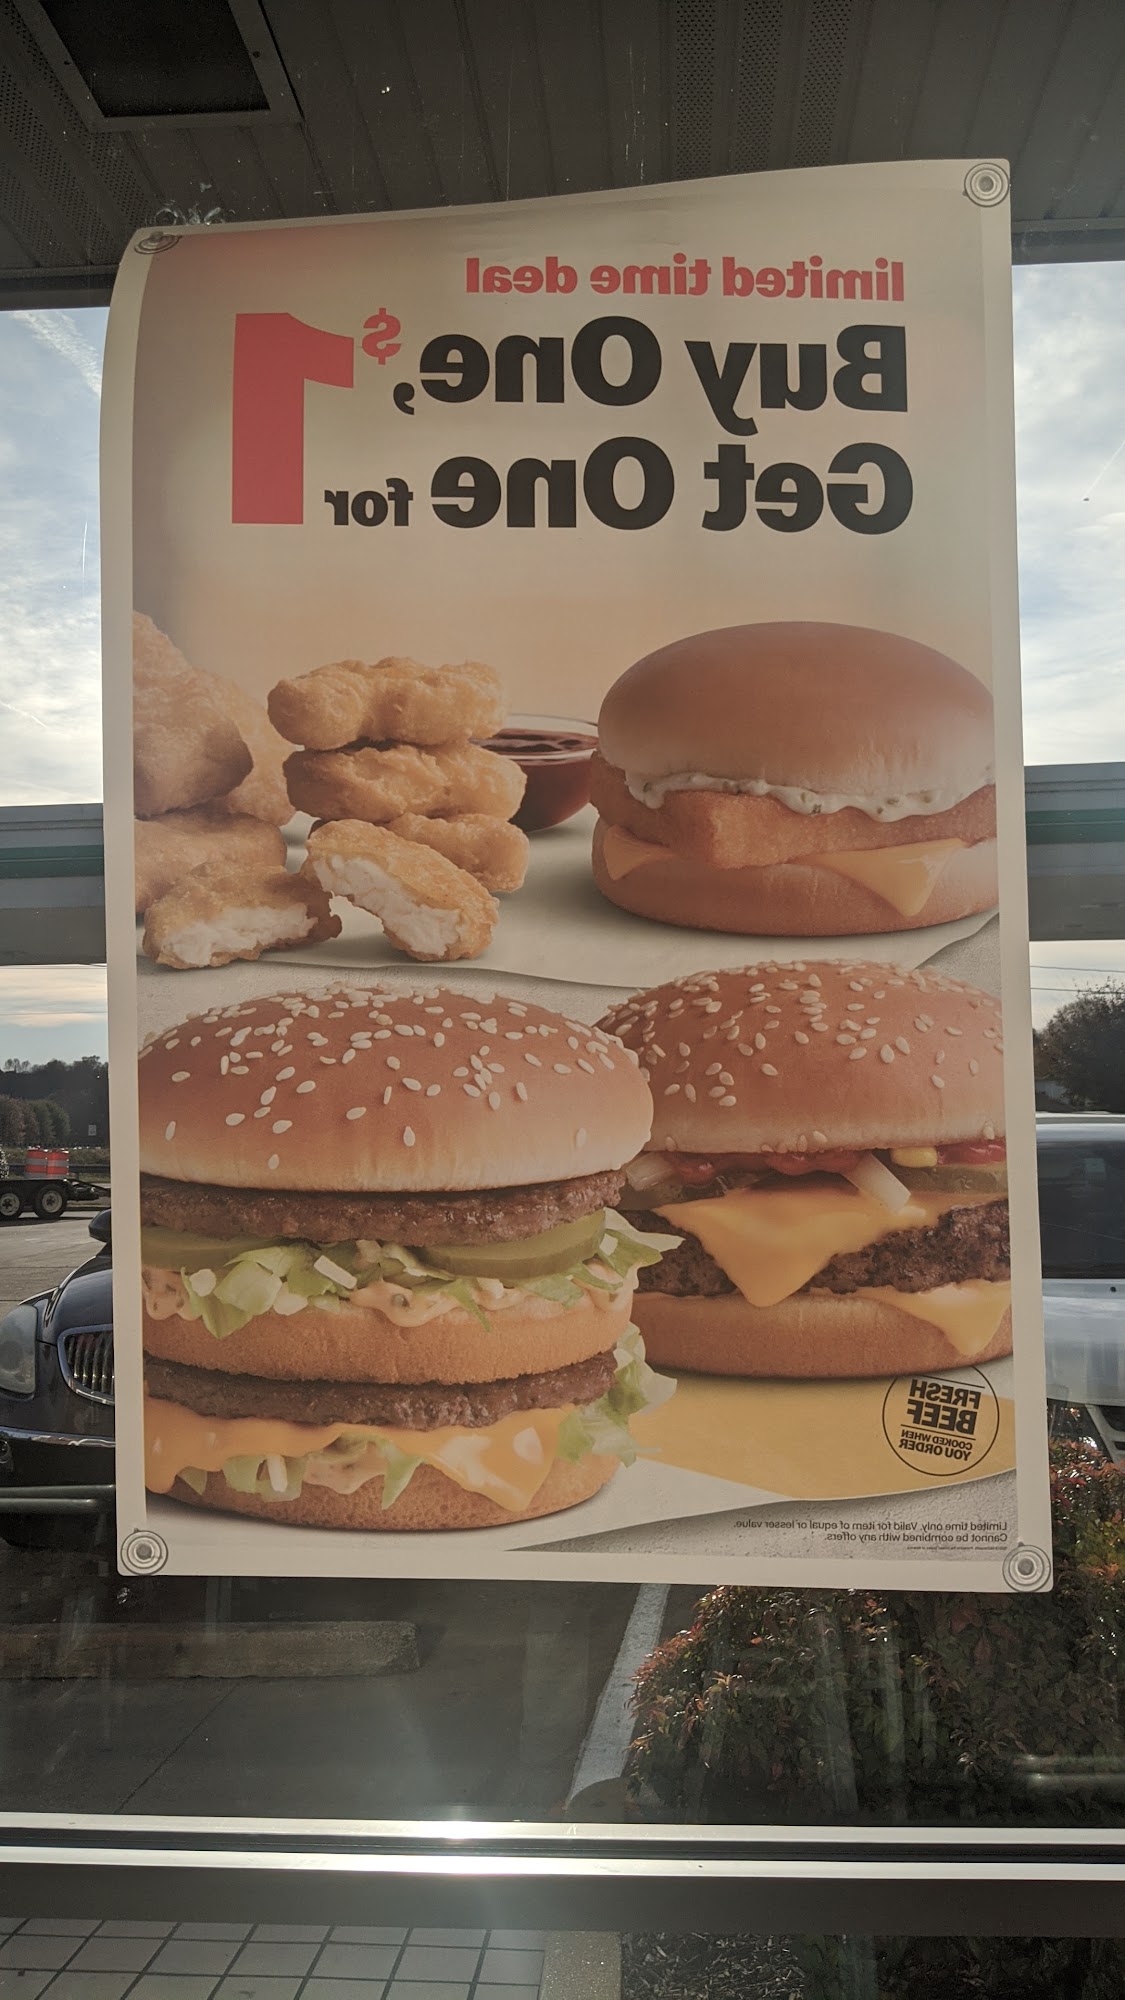 limited time deal
Buy One,
Get One for $1
FRESH
BEEF
COOKED WHEN
YOU ORDER
Limited time only. Valid for item of equal or lesser value.
Cannot be combined with any offers.